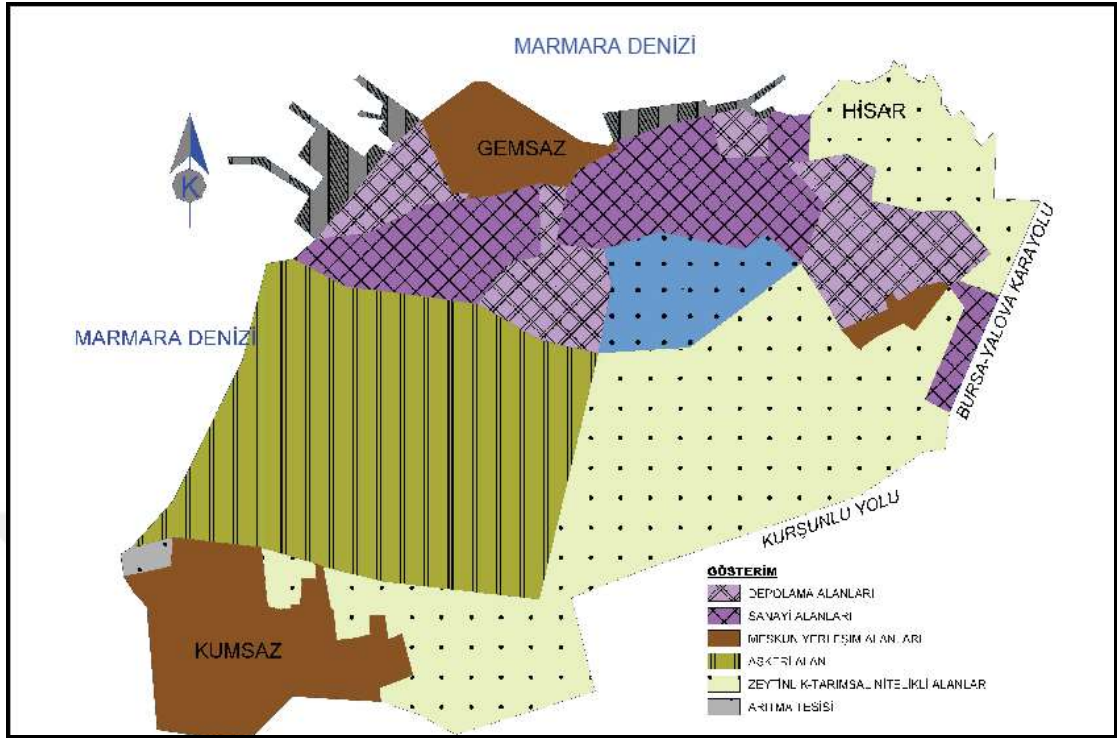 MARMARA DENİZİ
HİSAR
GEMSAZ
K
MARMARA DENİZİ
BURSA-YALOVA KARAYOLU
KURŞUNLU YOLU
KUMSAZ
GÖSTERİM
DEPOLAMA ALANLARI
SANAYİ ALANLARI
MESKUN YERLEŞİM ALANLARI
ASKERİ ALAN
ZEYTİNLİK-TARIMSAL NİTELİKLİ ALANLAR
ARITMA TESİSİ